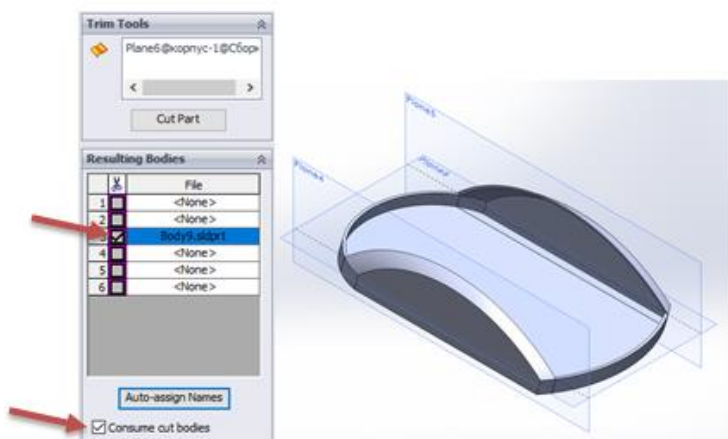 Trim Tools
Plane6@корпус-1@Сбор
Cut Part
Resulting Bodies
File
1 <None>
2 <None>
3 Body9.sldprt
4 <None>
5 <None>
6 <None>
Auto-assign Names
Consume cut bodies
Plane5
Plane4